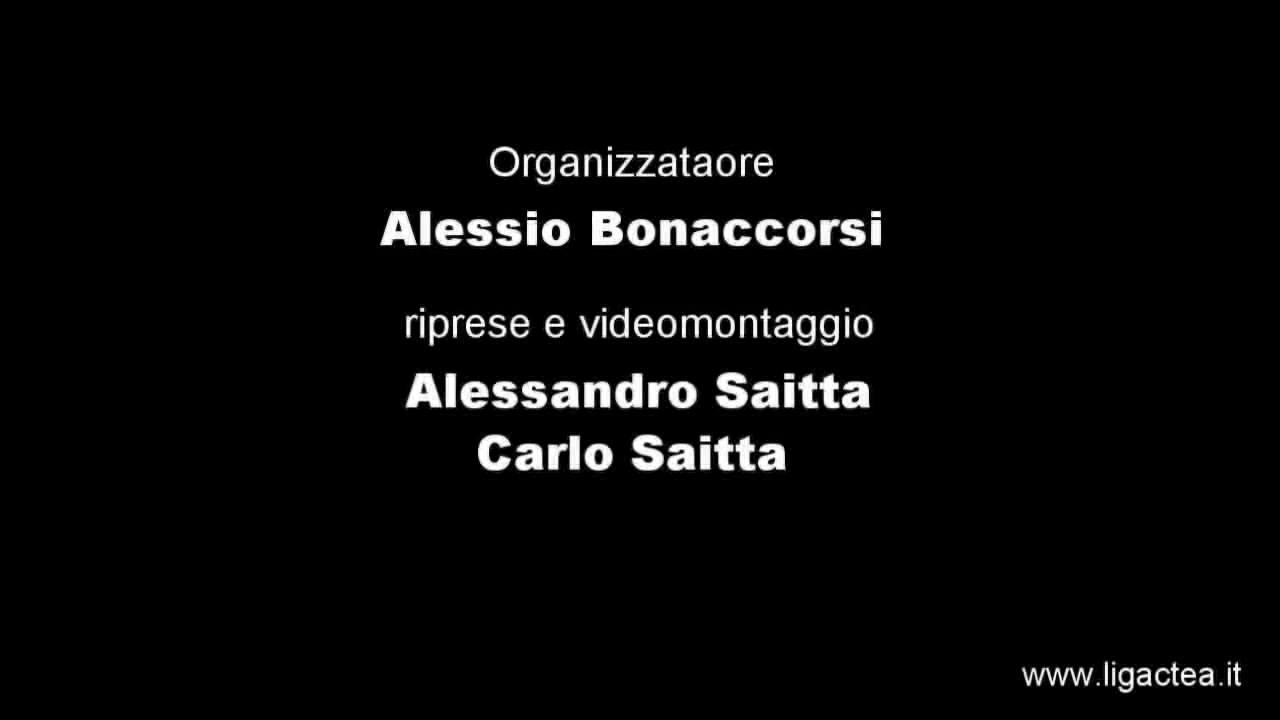 Organizzataore
Alessio Bonaccorsi
riprese e videomontaggio
Alessandro Saitta
Carlo Saitta
www.ligactea.it